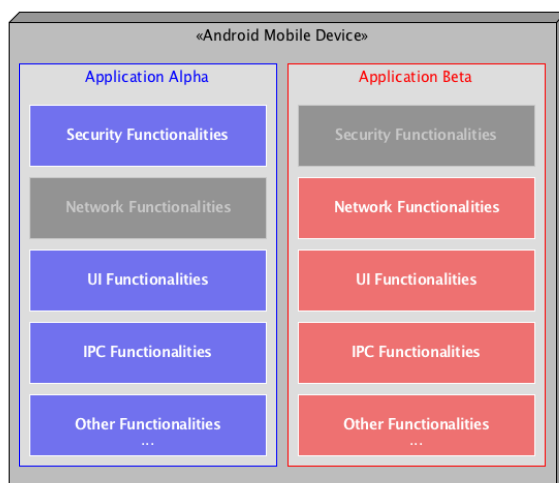 «Android Mobile Device»
Application Alpha
Security Functionalities
Network Functionalities
UI Functionalities
IPC Functionalities
Other Functionalities
...
Application Beta
Security Functionalities
Network Functionalities
UI Functionalities
IPC Functionalities
Other Functionalities
...